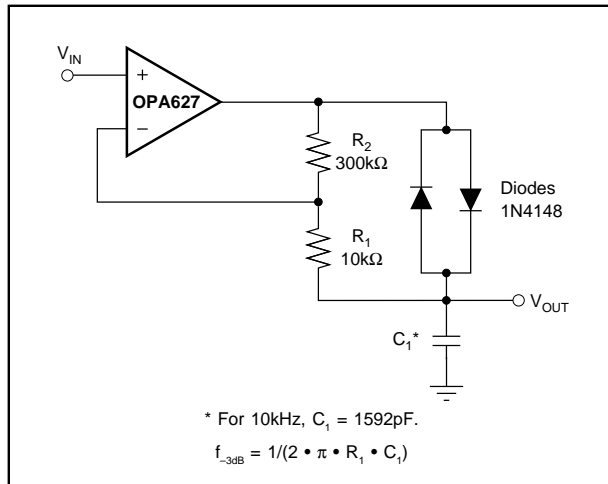 V_IN
+
OPA627
−
R_2
300kΩ
R_1
10kΩ
Diodes
1N4148
V_OUT
C_1*
* For 10kHz, C_1 = 1592pF.
f_–3dB = 1/(2 • π • R_1 • C_1)